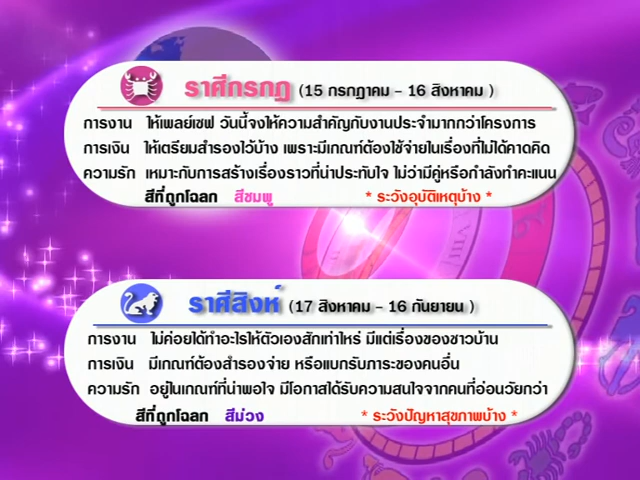 ราศีกรกฎ (15 กรกฎาคม - 16 สิงหาคม )
การงาน ให้เพลย์เซฟ วันนี้จงให้ความสำคัญกับงานประจำมากกว่าโครงการ
การเงิน ให้เตรียมสำรองไว้บ้าง เพราะมีเกณฑ์ต้องใช้จ่ายในเรื่องที่ไม่ได้คาดคิด
ความรัก เหมาะกับการสร้างเรื่องราวที่น่าประทับใจ ไม่ว่ามีคู่หรือกำลังทำคะแนน
สีที่ถูกโฉลก สีชมพู * ระวังอุบัติเหตุบ้าง *
ราศีสิงห์ (17 สิงหาคม - 16 กันยายน )
การงาน ไม่ค่อยได้ทำอะไรให้ตัวเองสักเท่าไหร่ มีแต่เรื่องของชาวบ้าน
การเงิน มีเกณฑ์ต้องสำรองจ่าย หรือแบกรับภาระของคนอื่น
ความรัก อยู่ในเกณฑ์ที่น่าพอใจ มีโอกาสได้รับความสนใจจากคนที่อ่อนวัยกว่า
สีที่ถูกโฉลก สีม่วง * ระวังปัญหาสุขภาพบ้าง *